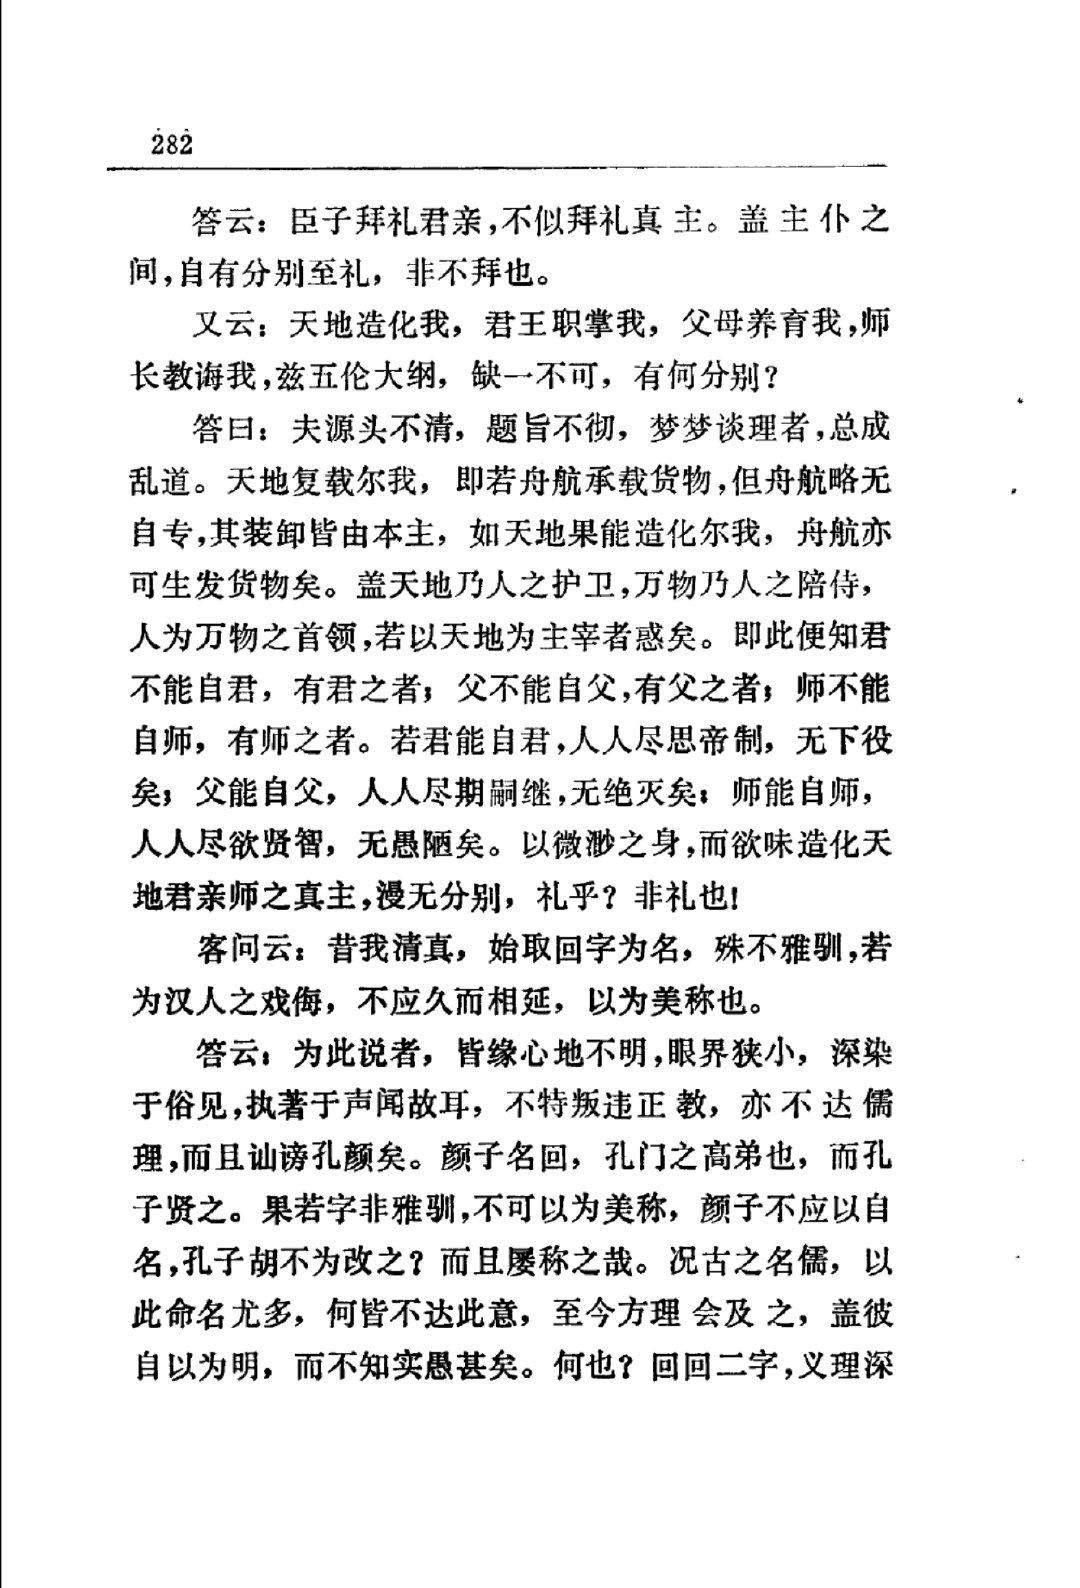 282
答云：臣子拜礼君亲，不似拜礼真主。盖主仆之
间，自有分别至礼，非不拜也。
又云：天地造化我，君王职掌我，父母养育我，师
长教诲我，兹五伦大纲，缺一不可，有何分别？
答曰：夫源头不清，题旨不彻，梦梦谈理者，总成
乱道。天地复载尔我，即若舟航承载货物，但舟航略无
自专，其装卸皆由本主，如天地果能造化尔我，舟航亦
可生发货物矣。盖天地乃人之护卫，万物乃人之陪侍，
人为万物之首领，若以天地为主宰者惑矣。即此便知君
不能自君，有君之者；父不能自父，有父之者；师不能
自师，有师之者。若君能自君，人人尽思帝制，无下役
矣；父能自父，人人尽期嗣继，无绝灭矣；师能自师，
人人尽欲贤智，无愚陋矣。以微渺之身，而欲味造化天
地君亲师之真主，漫无分别，礼乎？非礼也！
客问云：昔我清真，始取回字为名，殊不雅驯，若
为汉人之戏侮，不应久而相延，以为美称也。
答云：为此说者，皆缘心地不明，眼界狭小，深染
于俗见，执著于声闻故耳，不特叛违正教，亦不达儒
理，而且讪谤孔颜矣。颜子名回，孔门之高弟也，而孔
子贤之。果若字非雅驯，不可以为美称，颜子不应以自
名，孔子胡不为改之？而且屡称之哉。况古之名儒，以
此命名尤多，何皆不达此意，至今方理会及之，盖彼
自以为明，而不知实愚甚矣。何也？回回二字，义理深